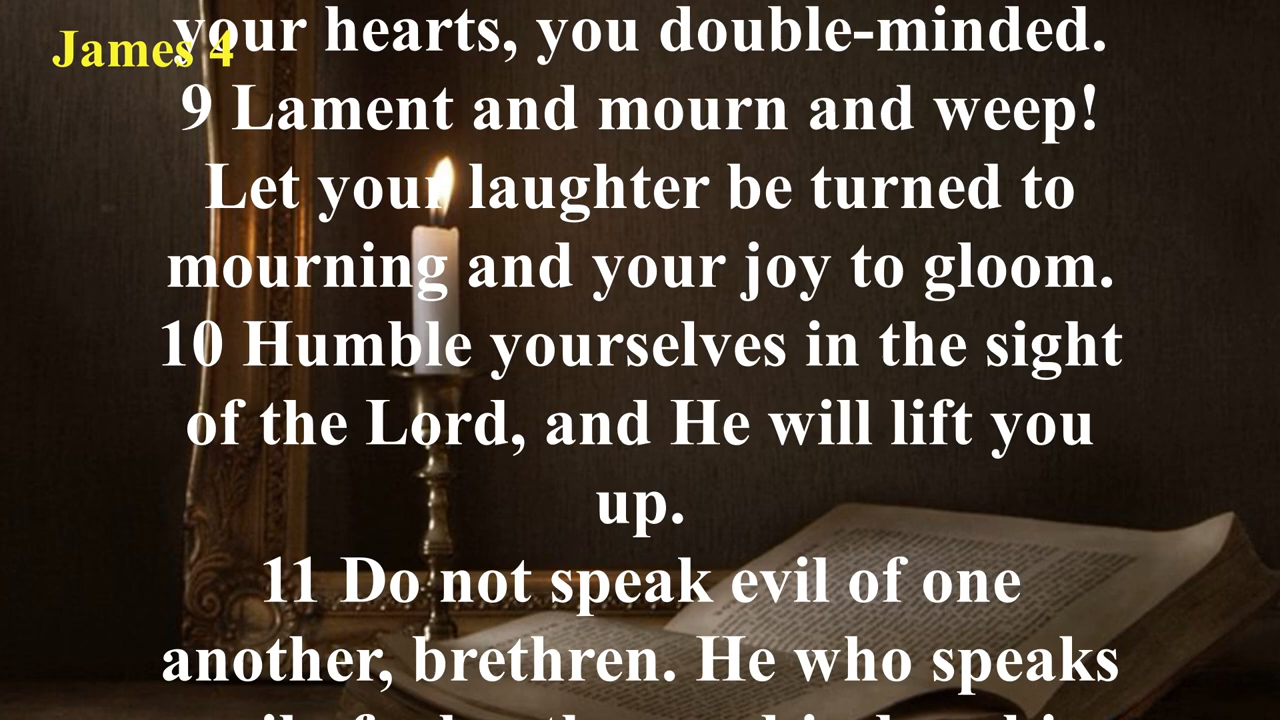 James 4
your hearts, you double-minded.
9 Lament and mourn and weep!
Let your laughter be turned to
mourning and your joy to gloom.
10 Humble yourselves in the sight
of the Lord, and He will lift you
up.
11 Do not speak evil of one
another, brethren. He who speaks